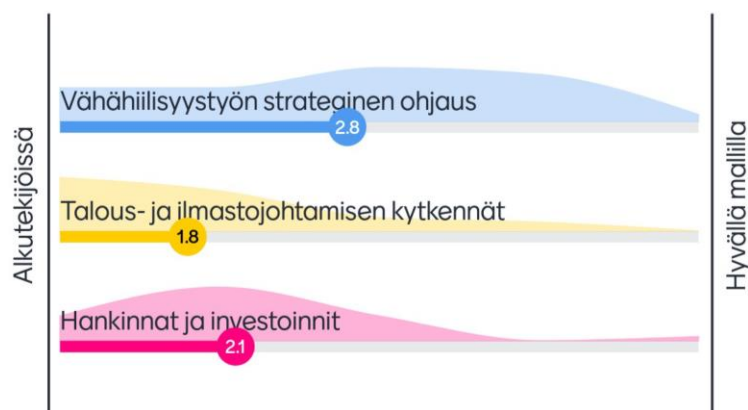 Alkutekijöissä
Vähähiilisyystyön strateginen ohjaus
2.8
Talous- ja ilmastojohtamisen kytkennät
1.8
Hankinnat ja investoinnit
2.1
Hyvällä mallilla